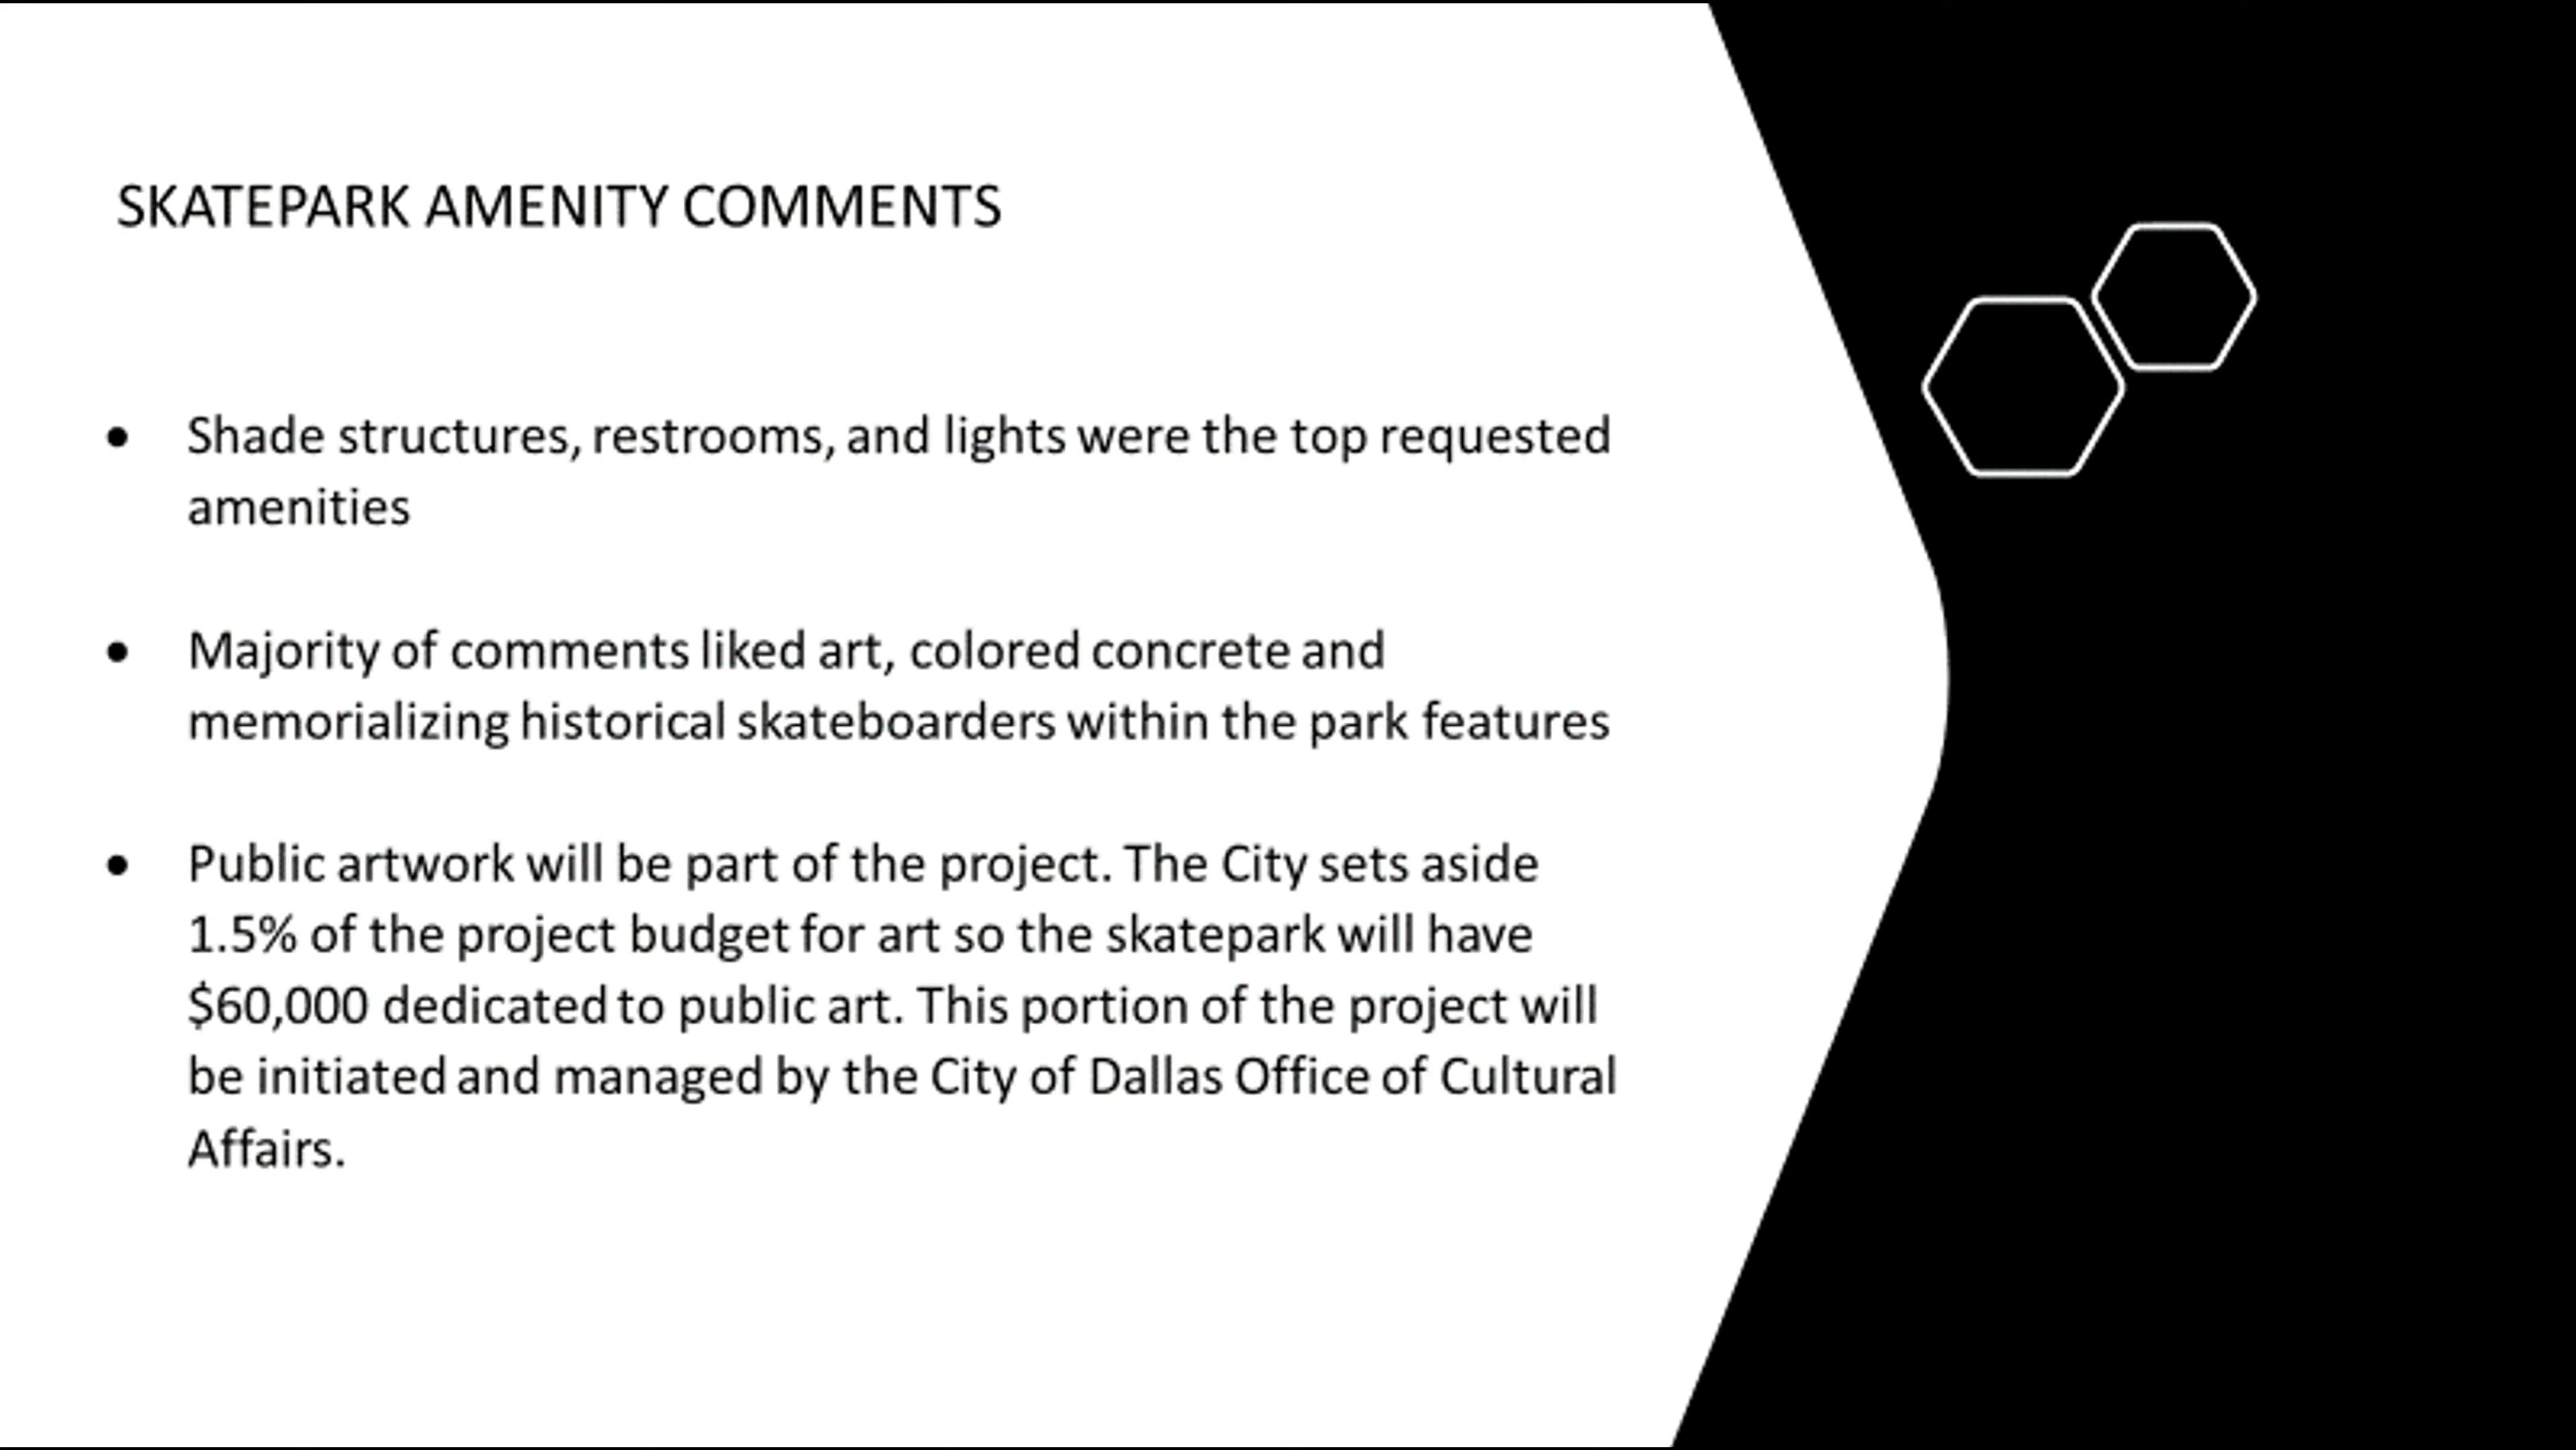 SKATEPARK AMENITY COMMENTS
• Shade structures, restrooms, and lights were the top requested
amenities
• Majority of comments liked art, colored concrete and
memorializing historical skateboarders within the park features
• Public artwork will be part of the project. The City sets aside
1.5% of the project budget for art so the skatepark will have
$60,000 dedicated to public art. This portion of the project will
be initiated and managed by the City of Dallas Office of Cultural
Affairs.